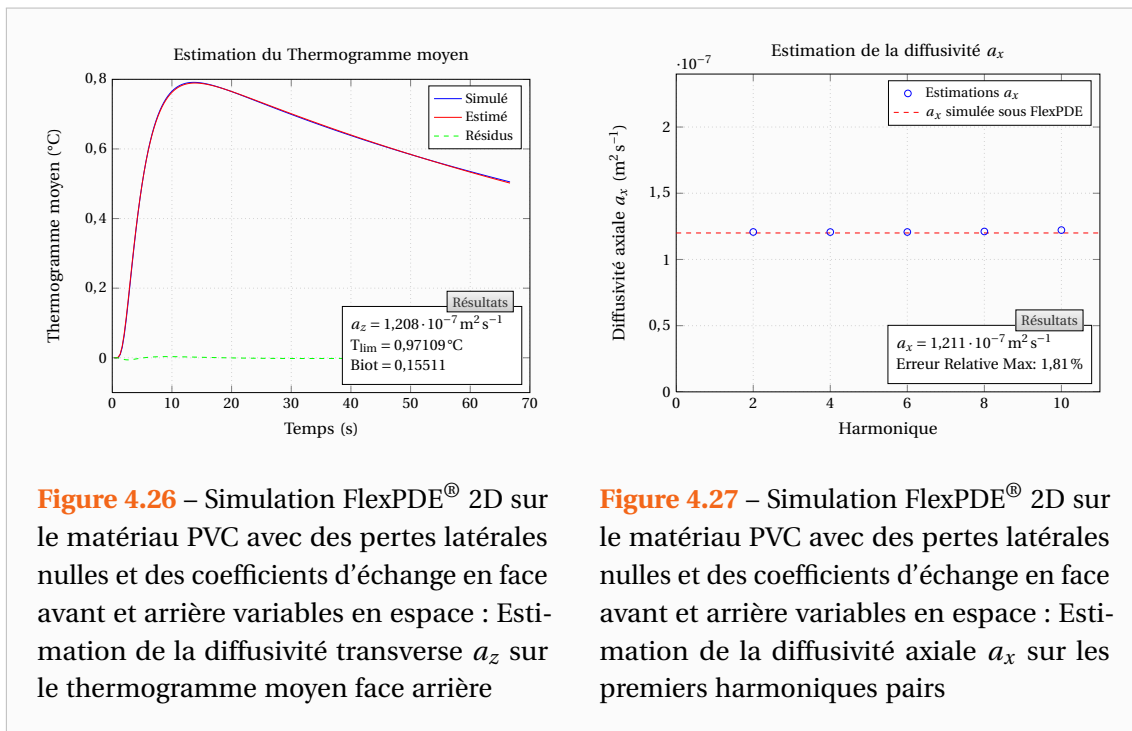 Estimation du Thermogramme moyen
0,8
0,6
0,4
0,2
0
Thermogramme moyen (°C)
Simulé
Estimé
Résidus
Résultats
a_z = 1,208 · 10⁻⁷ m² s⁻¹
T_lim = 0,97109 °C
Biot = 0,15511
0 10 20 30 40 50 60 70
Temps (s)
Estimation de la diffusivité a_x
·10⁻⁷
2
1,5
1
0,5
0
Diffusivité axiale a_x (m² s⁻¹)
Estimations a_x
a_x simulée sous FlexPDE
Résultats
a_x = 1,211 · 10⁻⁷ m² s⁻¹
Erreur Relative Max: 1,81 %
0 2 4 6 8 10
Harmonique
Figure 4.26 – Simulation FlexPDE® 2D sur
le matériau PVC avec des pertes latérales
nulles et des coefficients d'échange en face
avant et arrière variables en espace : Esti-
mation de la diffusivité transverse a_z sur
le thermogramme moyen face arrière
Figure 4.27 – Simulation FlexPDE® 2D sur
le matériau PVC avec des pertes latérales
nulles et des coefficients d'échange en face
avant et arrière variables en espace : Esti-
mation de la diffusivité axiale a_x sur les
premiers harmoniques pairs